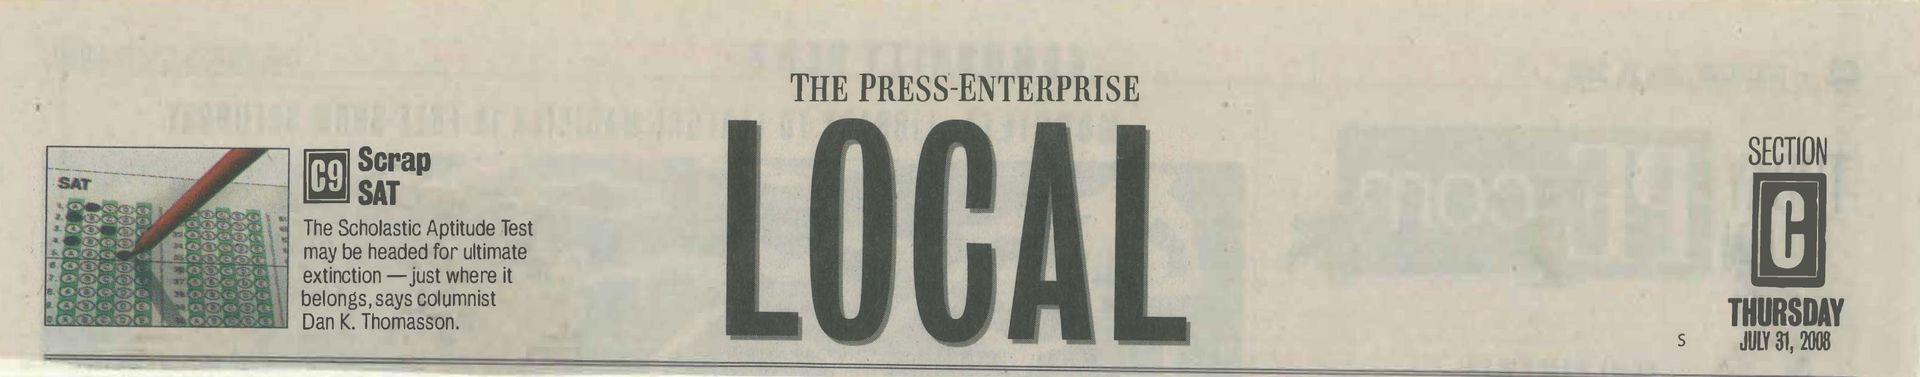 THE PRESS-ENTERPRISE
LOCAL
SAT
C9
Scrap
SAT
The Scholastic Aptitude Test
may be headed for ultimate
extinction — just where it
belongs, says columnist
Dan K. Thomasson.
SECTION
C
THURSDAY
JULY 31, 2008
S